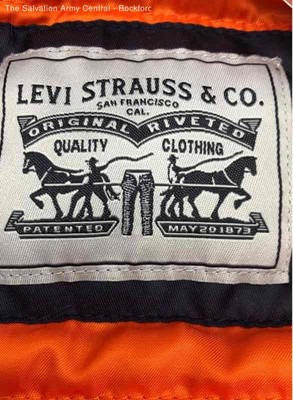 The Salvation Army Central - Rockford
LEVI STRAUSS & CO.
SAN FRANCISCO
CAL.
ORIGINAL RIVETED
QUALITY CLOTHING
PATENTED MAY 20 1873